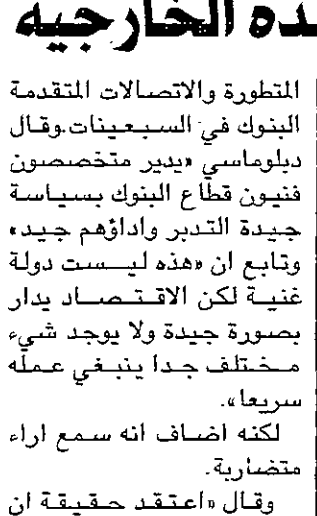 ده الخارجية
المتطورة والاتصالات المتقدمة
البنوك في السبعينات.وقال
دبلوماسي «يدير متخصصون
فنيون قطاع البنوك بسياسة
جيدة التدبر واداؤهم جيد»
وتابع ان «هذه ليست دولة
غنية لكن الاقتصاد يدار
بصورة جيدة ولا يوجد شيء
مختلف جدا ينبغي عمله
سريعا».
لكنه اضاف انه سمع اراء
متضاربة.
وقال «اعتقد حقيقة ان